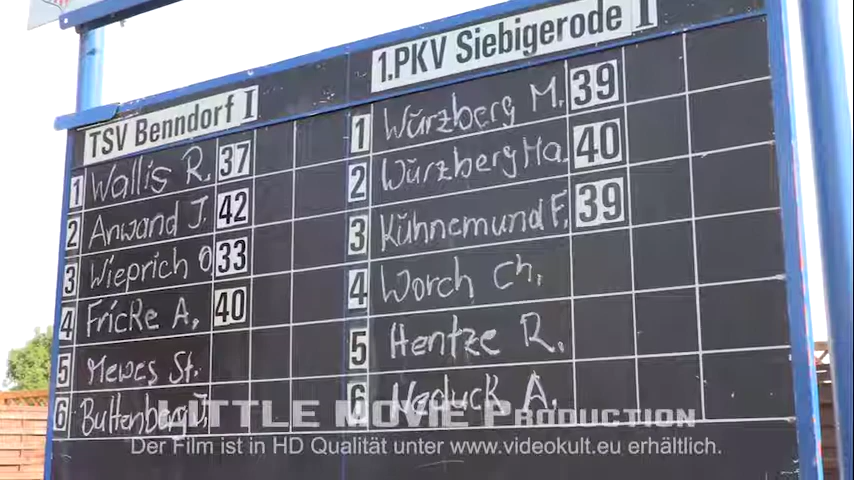 TSV Benndorf I
1 Wallis R. 37
2 Anwand J. 42
3 Wieprich O 33
4 Fricke A. 40
5 Mewes St.
6 Buttenberg J.
1.PKV Siebigerode I
1 Würzberg M. 39
2 Würzberg Ma. 40
3 Kühnemund F. 39
4 Worch Ch.
5 Hentze R.
6 Neduck A.
LITTLE MOVIE PRODUCTION
Der Film ist in HD Qualität unter www.videokult.eu erhältlich.